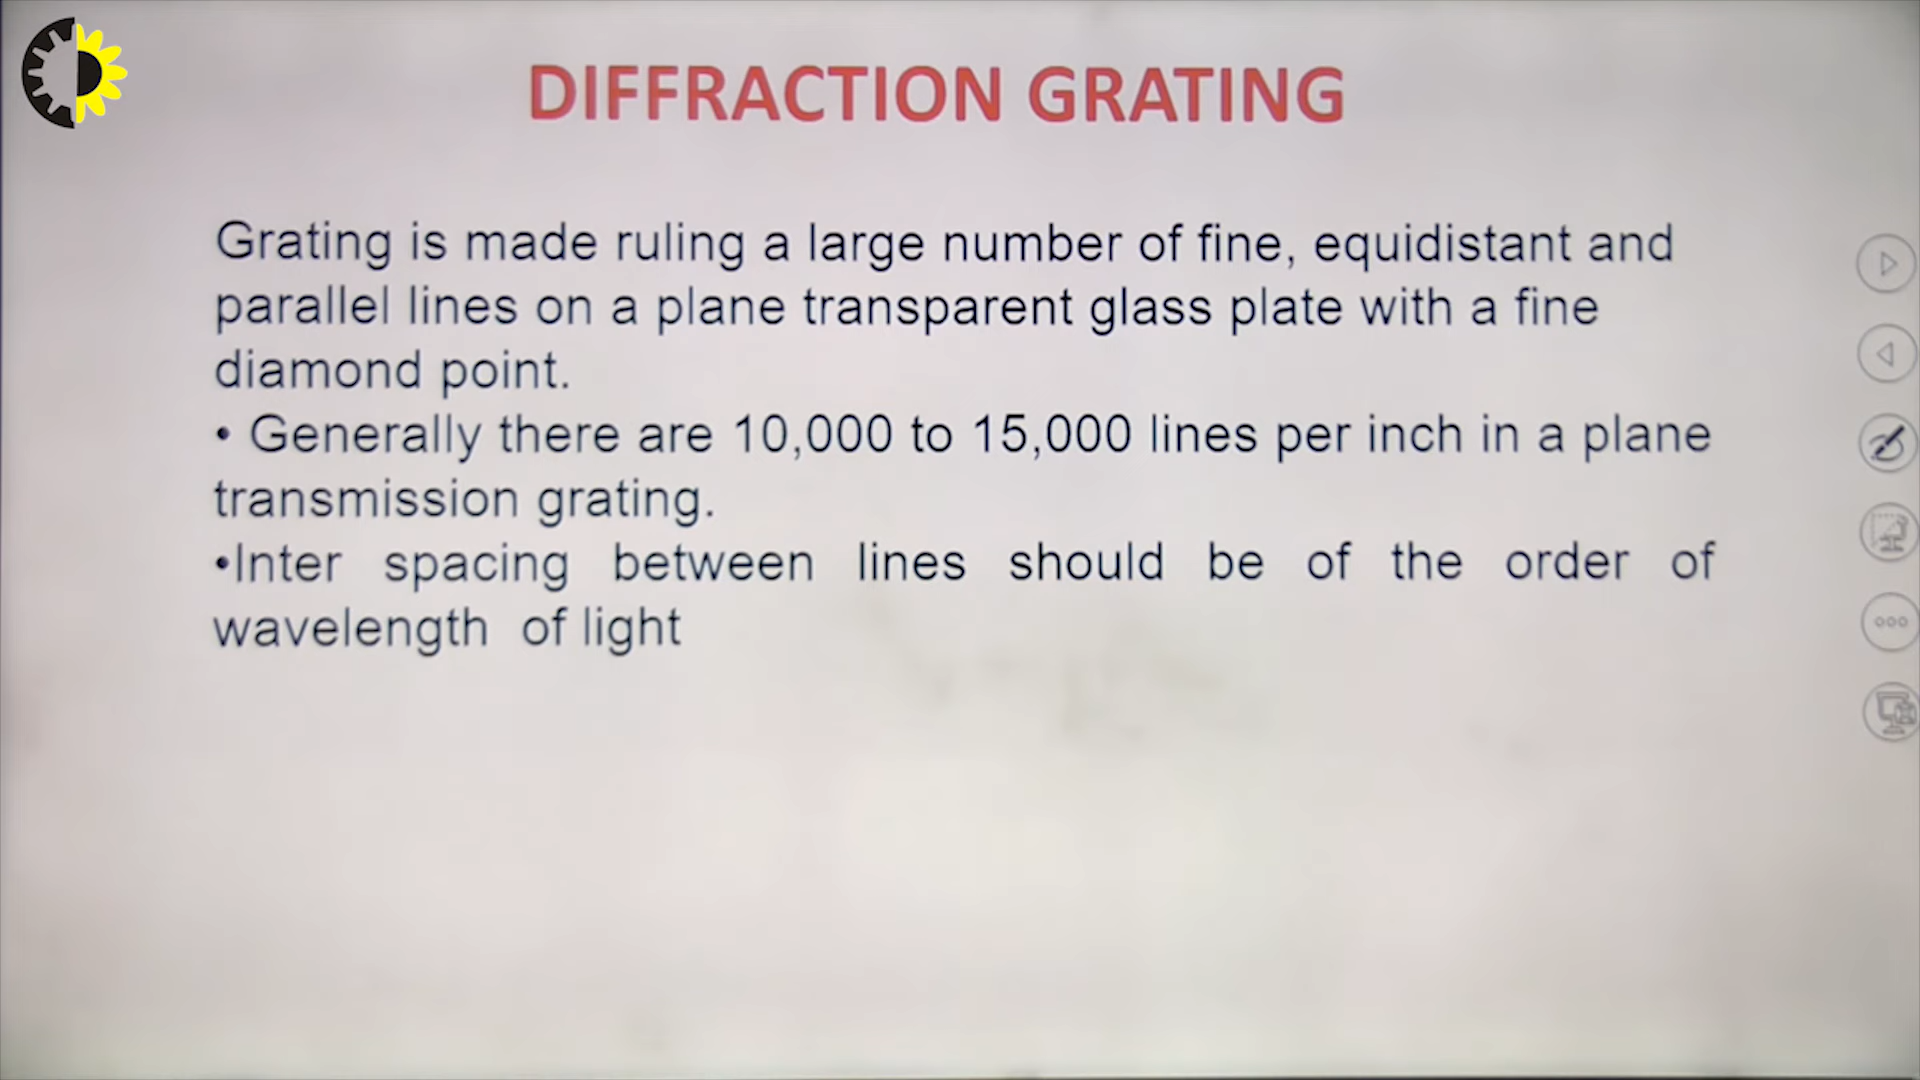 DIFFRACTION GRATING
Grating is made ruling a large number of fine, equidistant and
parallel lines on a plane transparent glass plate with a fine
diamond point.
• Generally there are 10,000 to 15,000 lines per inch in a plane
transmission grating.
•Inter spacing between lines should be of the order of
wavelength of light